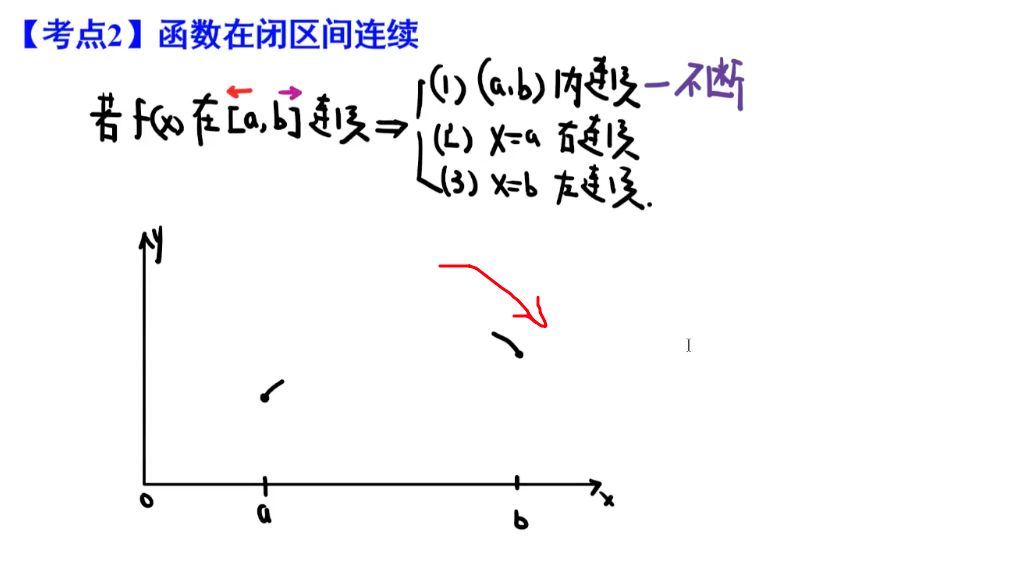 【考点2】函数在闭区间连续
(1) (a,b) 内连续 — 不断
若 f(x) 在 [a,b] 连续 ⇒
(2) x=a 右连续
(3) x=b 左连续.
y
0 a b x